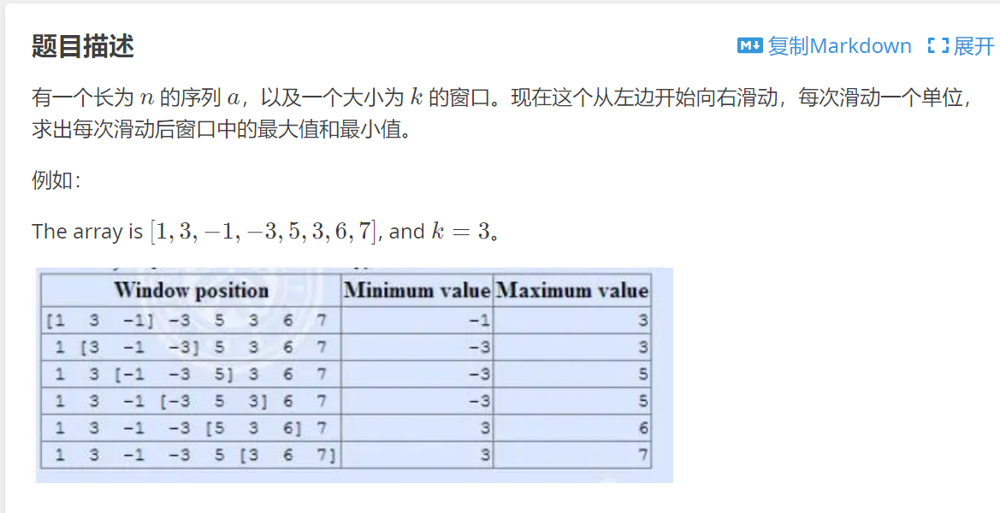 题目描述
M↓ 复制Markdown
展开
有一个长为 n 的序列 a，以及一个大小为 k 的窗口。现在这个从左边开始向右滑动，每次滑动一个单位，
求出每次滑动后窗口中的最大值和最小值。
例如：
The array is [1, 3, −1, −3, 5, 3, 6, 7], and k = 3。
Window position Minimum value Maximum value
[1 3 -1] -3 5 3 6 7 -1 3
1 [3 -1 -3] 5 3 6 7 -3 3
1 3 [-1 -3 5] 3 6 7 -3 5
1 3 -1 [-3 5 3] 6 7 -3 5
1 3 -1 -3 [5 3 6] 7 3 6
1 3 -1 -3 5 [3 6 7] 3 7